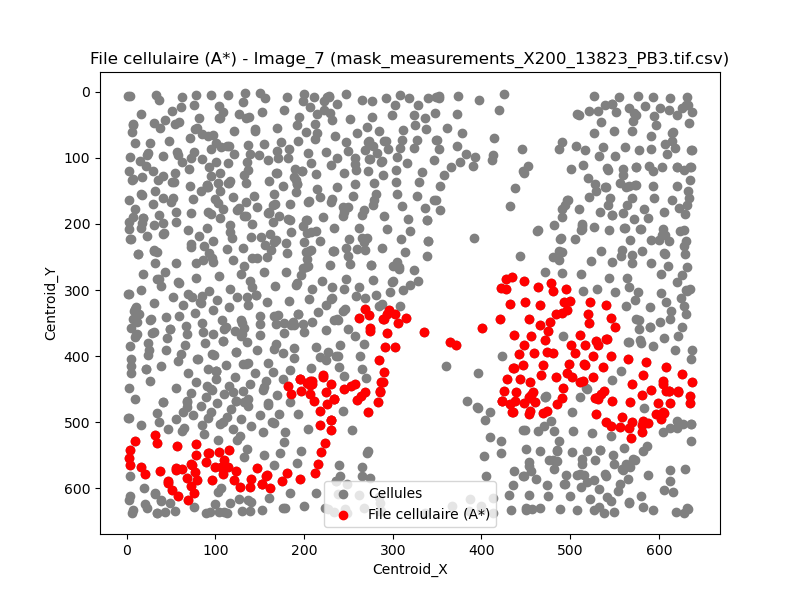 File cellulaire (A*) - Image_7 (mask_measurements_X200_13823_PB3.tif.csv)
Centroid_Y
0
100
200
300
400
500
600
Cellules
File cellulaire (A*)
0 100 200 300 400 500 600
Centroid_X